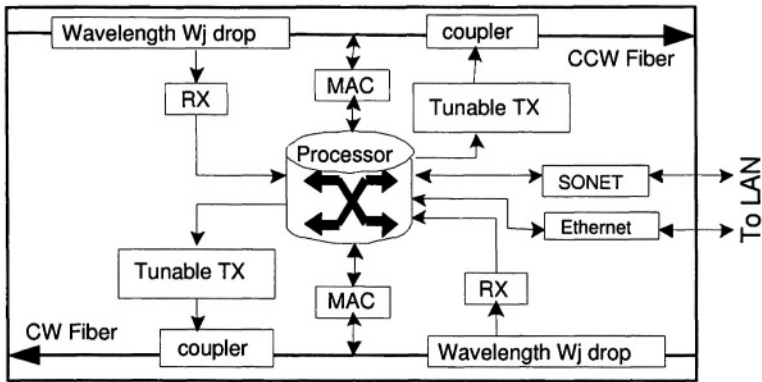 Wavelength Wj drop
coupler
CCW Fiber
RX
MAC
Tunable TX
Processor
SONET
Ethernet
To LAN
Tunable TX
MAC
RX
CW Fiber
coupler
Wavelength Wj drop